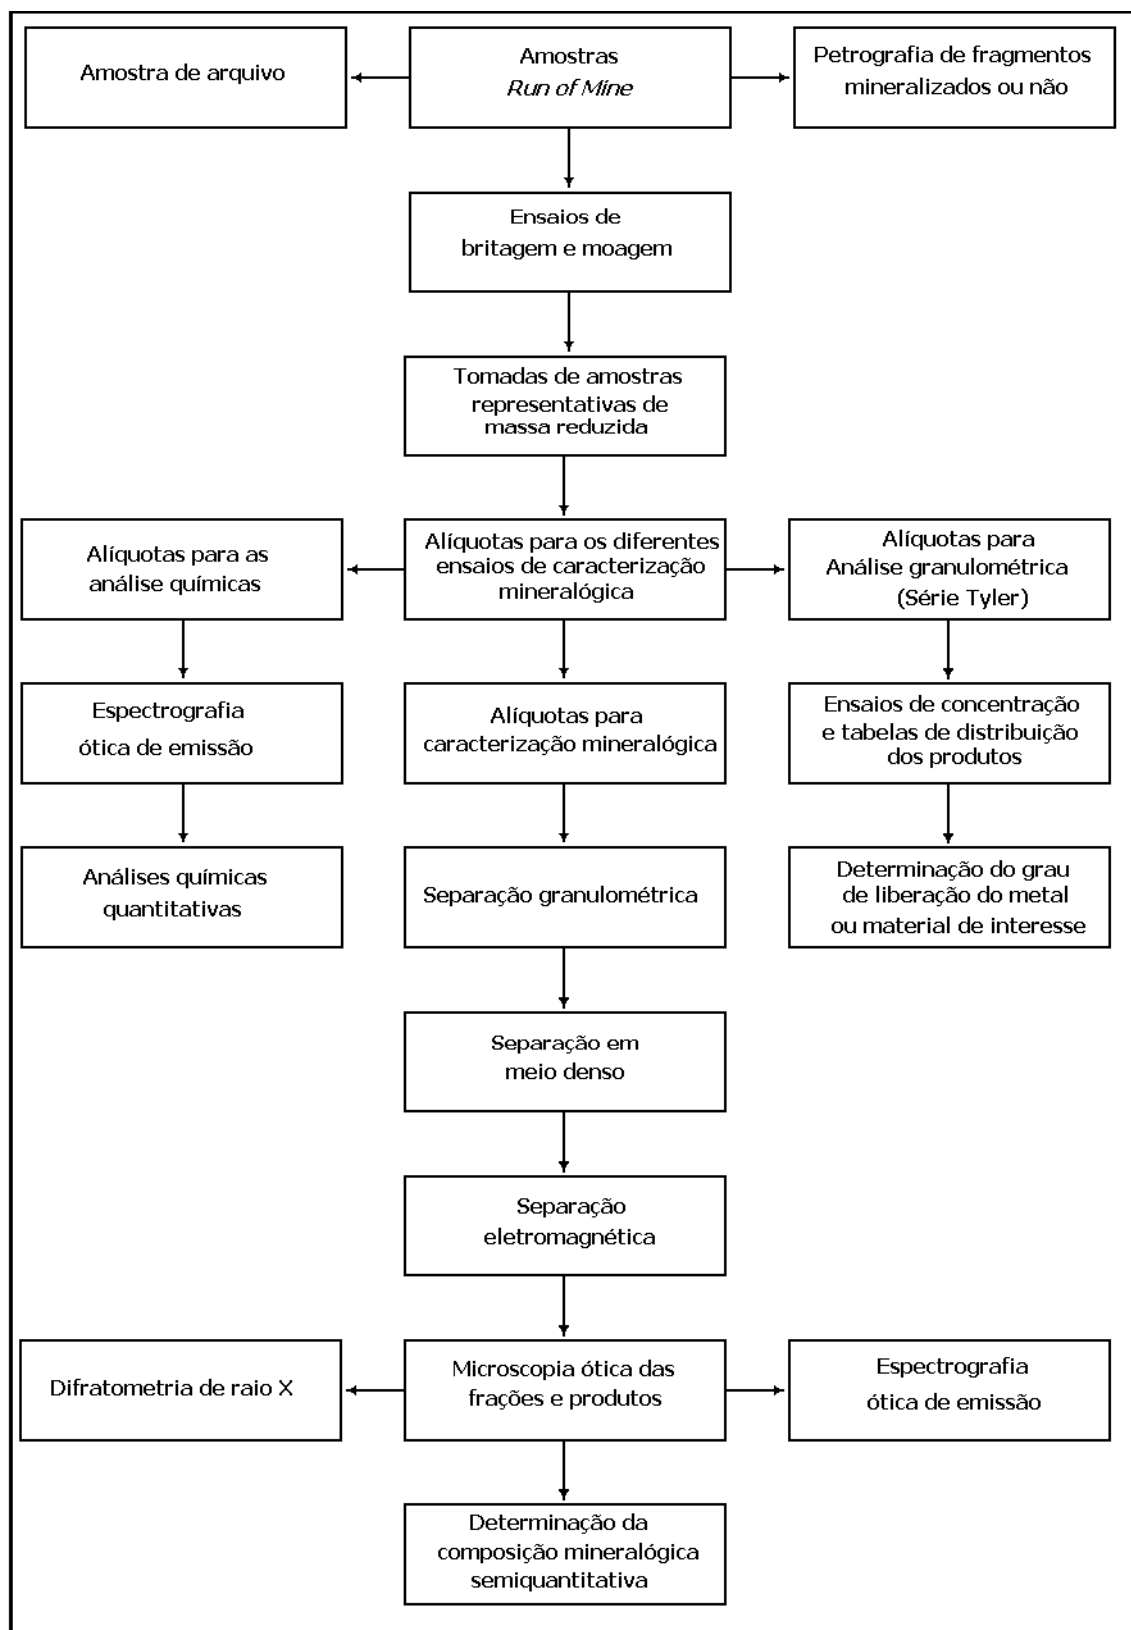 Amostra de arquivo
Amostras
Run of Mine
Petrografia de fragmentos
mineralizados ou não
Ensaios de
britagem e moagem
Tomadas de amostras
representativas de
massa reduzida
Alíquotas para as
análise químicas
Alíquotas para os diferentes
ensaios de caracterização
mineralógica
Alíquotas para
Análise granulométrica
(Série Tyler)
Espectrografia
ótica de emissão
Alíquotas para
caracterização mineralógica
Ensaios de concentração
e tabelas de distribuição
dos produtos
Análises químicas
quantitativas
Separação granulométrica
Determinação do grau
de liberação do metal
ou material de interesse
Separação em
meio denso
Separação
eletromagnética
Difratometria de raio X
Microscopia ótica das
frações e produtos
Espectrografia
ótica de emissão
Determinação da
composição mineralógica
semiquantitativa